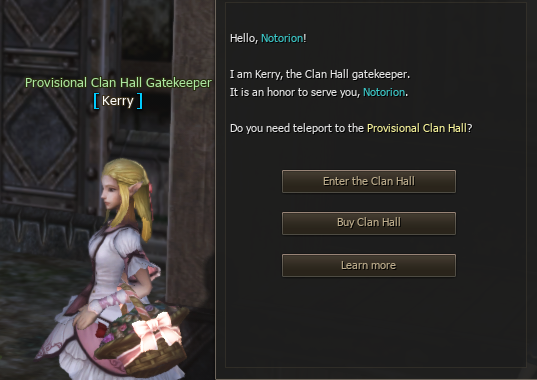 Provisional Clan Hall Gatekeeper
[ Kerry ]
Hello, Notorion!
I am Kerry, the Clan Hall gatekeeper.
It is an honor to serve you, Notorion.
Do you need teleport to the Provisional Clan Hall?
Enter the Clan Hall
Buy Clan Hall
Learn more